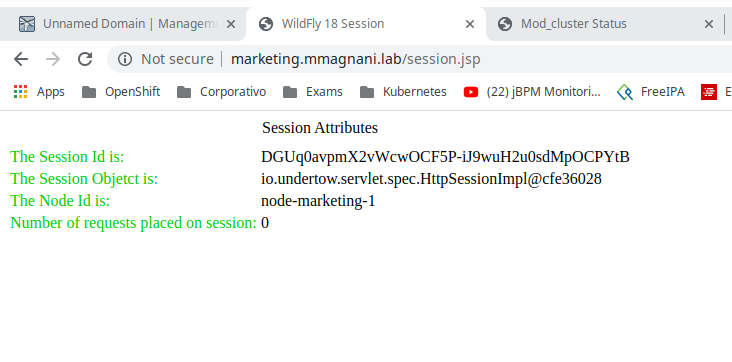 Unnamed Domain | Managem
WildFly 18 Session
Mod_cluster Status
Not secure | marketing.mmagnani.lab/session.jsp
Apps OpenShift Corporativo Exams Kubernetes (22) jBPM Monitori... FreeIPA E
Session Attributes
The Session Id is: DGUq0avpmX2vWcwOCF5P-iJ9wuH2u0sdMpOCPYtB
The Session Objetct is: io.undertow.servlet.spec.HttpSessionImpl@cfe36028
The Node Id is: node-marketing-1
Number of requests placed on session: 0